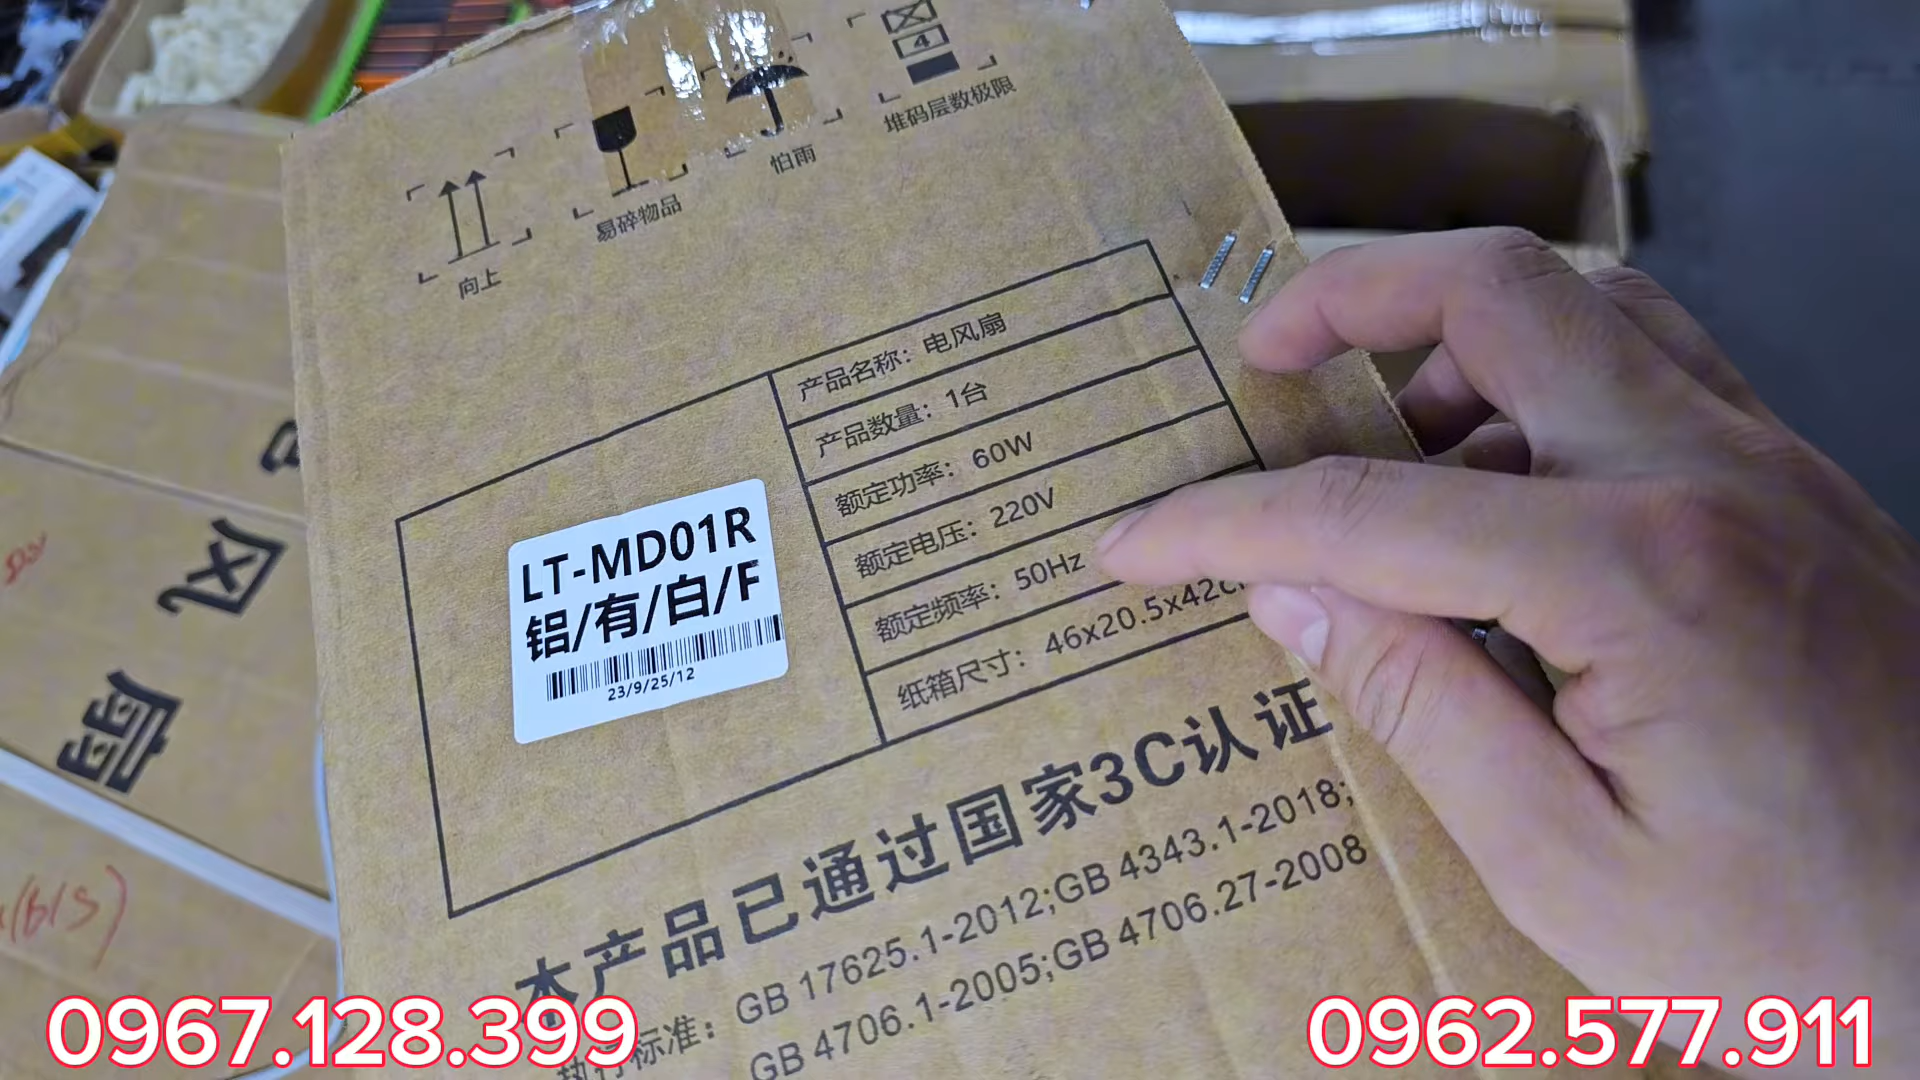 4
堆码层数极限
怕雨
易碎物品
向上
产品名称：电风扇
产品数量：1台
额定功率：60W
额定电压：220V
额定频率：50Hz
纸箱尺寸：46x20.5x42c
LT-MD01R
铝/有/白/F
23/9/25/12
本产品已通过国家3C认证
执行标准：GB 17625.1-2012;GB 4343.1-2018;
GB 4706.1-2005;GB 4706.27-2008
风
扇
(B/S)
0967.128.399
0962.577.911